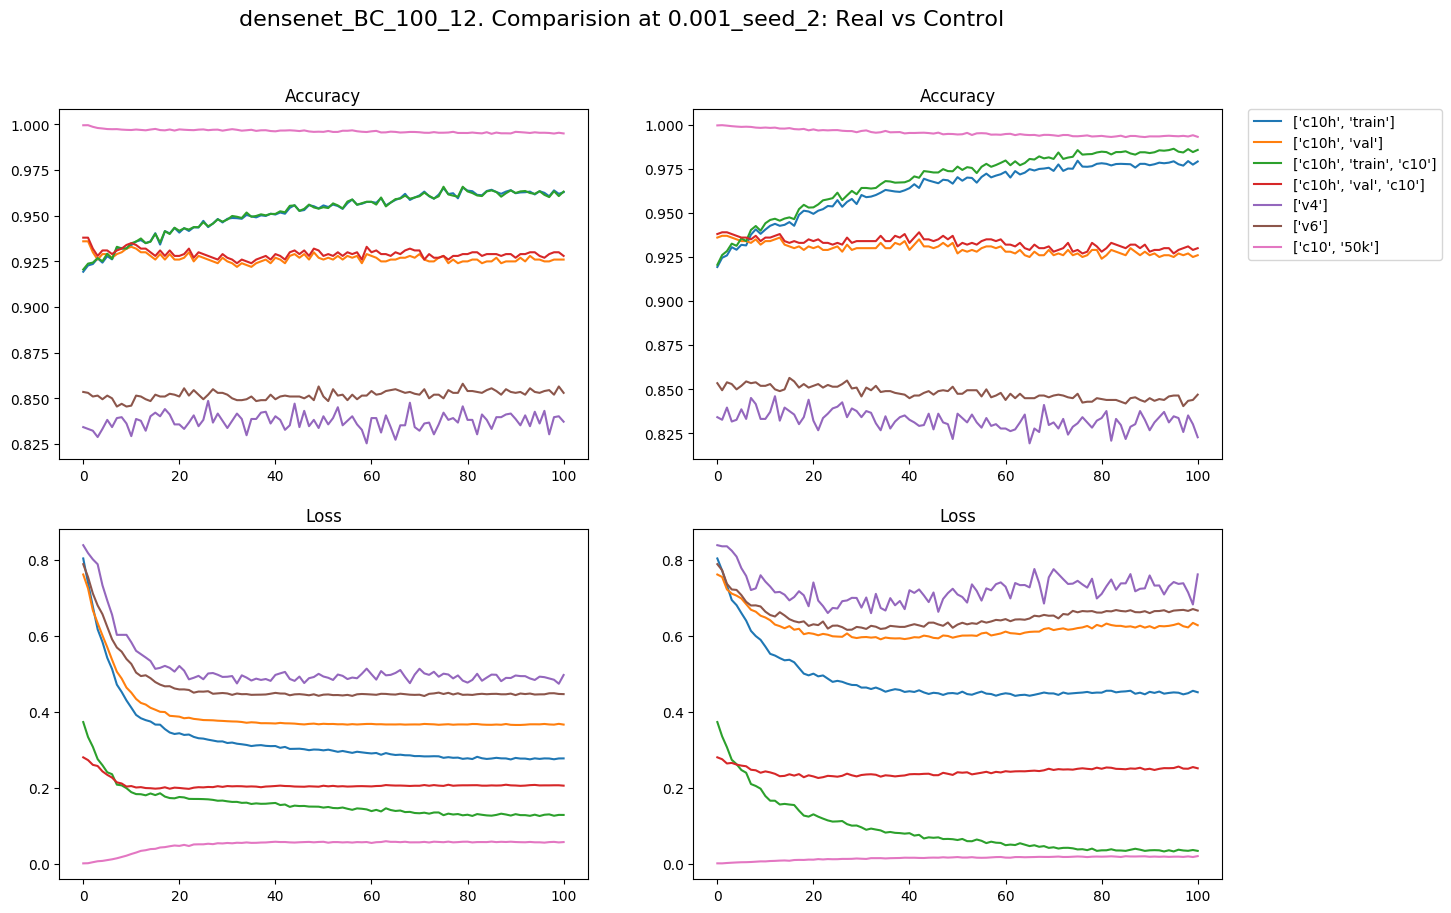 densenet_BC_100_12. Comparision at 0.001_seed_2: Real vs Control
Accuracy
1.000
0.975
0.950
0.925
0.900
0.875
0.850
0.825
0 20 40 60 80 100
Accuracy
1.000
0.975
0.950
0.925
0.900
0.875
0.850
0.825
0 20 40 60 80 100
['c10h', 'train']
['c10h', 'val']
['c10h', 'train', 'c10']
['c10h', 'val', 'c10']
['v4']
['v6']
['c10', '50k']
Loss
0.8
0.6
0.4
0.2
0.0
0 20 40 60 80 100
Loss
0.8
0.6
0.4
0.2
0.0
0 20 40 60 80 100